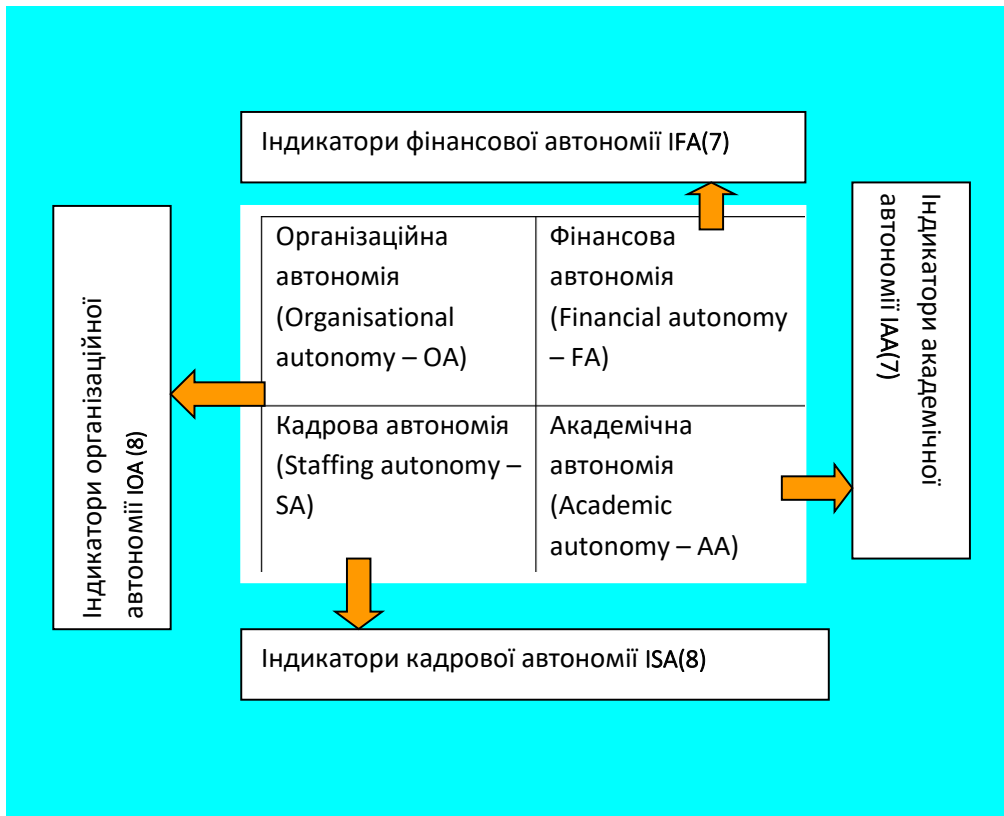 Індикатори фінансової автономії IFA(7)
Індикатори організаційної
автономії IOA (8)
Організаційна
автономія
(Organisational
autonomy – OA)
Фінансова
автономія
(Financial autonomy
– FA)
Кадрова автономія
(Staffing autonomy –
SA)
Академічна
автономія
(Academic
autonomy – AA)
Індикатори академічної
автономії IAA(7)
Індикатори кадрової автономії ISA(8)